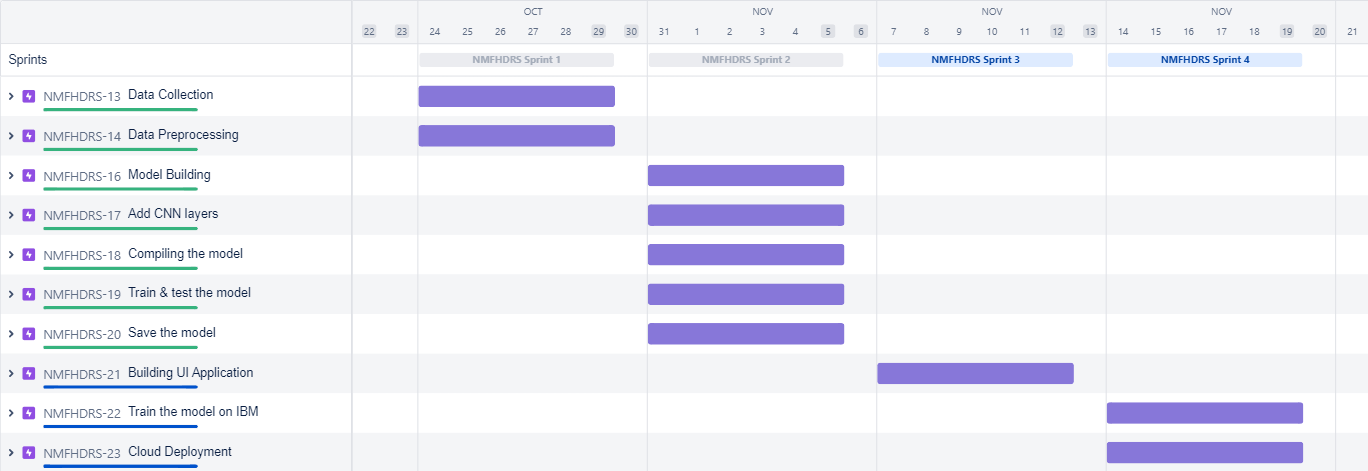 OCT NOV NOV NOV
22 23 24 25 26 27 28 29 30 31 1 2 3 4 5 6 7 8 9 10 11 12 13 14 15 16 17 18 19 20 21
Sprints NMFHDRS Sprint 1 NMFHDRS Sprint 2 NMFHDRS Sprint 3 NMFHDRS Sprint 4
NMFHDRS-13 Data Collection
NMFHDRS-14 Data Preprocessing
NMFHDRS-16 Model Building
NMFHDRS-17 Add CNN layers
NMFHDRS-18 Compiling the model
NMFHDRS-19 Train & test the model
NMFHDRS-20 Save the model
NMFHDRS-21 Building UI Application
NMFHDRS-22 Train the model on IBM
NMFHDRS-23 Cloud Deployment